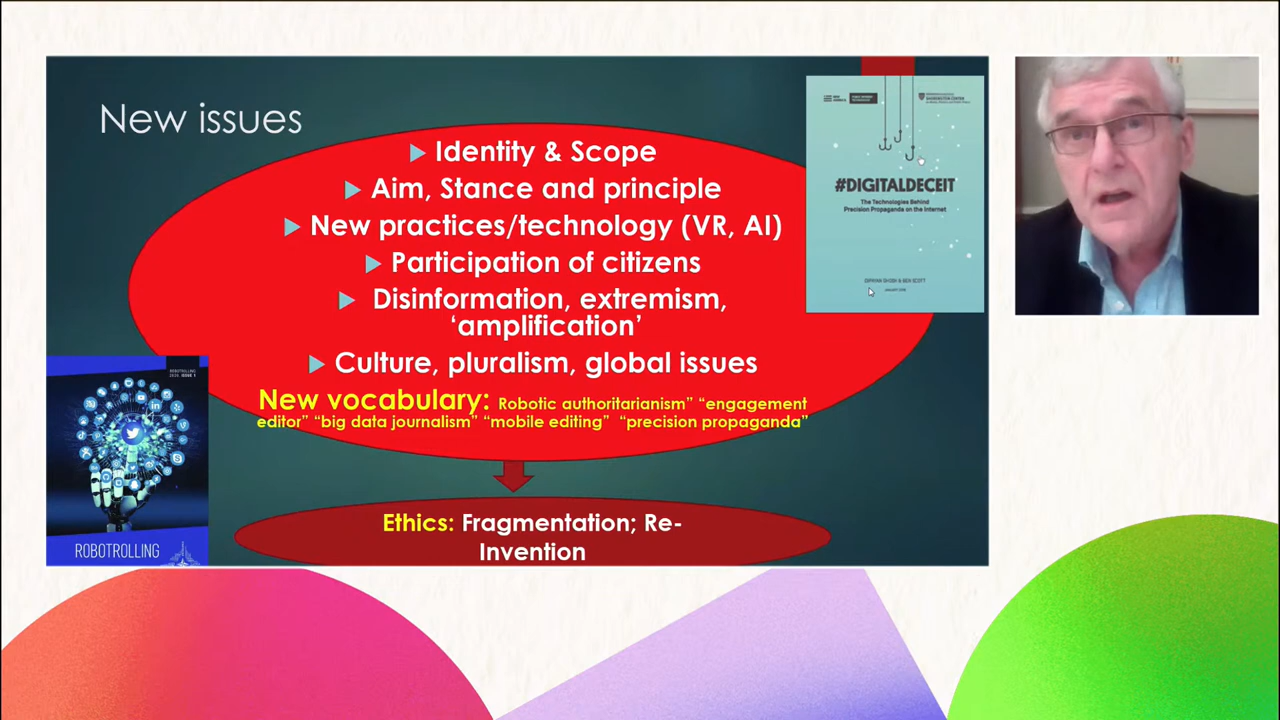 New issues
Identity & Scope
Aim, Stance and principle
New practices/technology (VR, AI)
Participation of citizens
Disinformation, extremism,
‘amplification’
Culture, pluralism, global issues
New vocabulary: Robotic authoritarianism” “engagement
editor” “big data journalism” “mobile editing” “precision propaganda”
Ethics: Fragmentation; Re-
Invention
#DIGITALDECEIT
The Technologies Behind
Precision Propaganda on the Internet
ROBOTROLLING